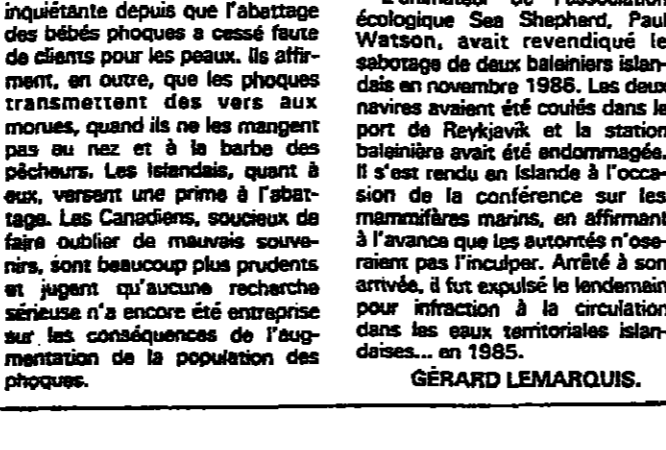 inquiétante depuis que l'abattage
des bébés phoques a cessé faute
de clients pour les peaux. Ils affir-
ment, en outre, que les phoques
transmettent des vers aux
morues, quand ils ne les mangent
pas au nez et à la barbe des
pêcheurs. Les Islandais, quant à
eux, versent une prime à l'abat-
tage. Les Canadiens, soucieux de
faire oublier de mauvais souve-
nirs, sont beaucoup plus prudents
et jugent qu'aucune recherche
sérieuse n'a encore été entreprise
sur les conséquences de l'aug-
mentation de la population des
phoques.
L'animateur de l'association
écologique Sea Shepherd, Paul
Watson, avait revendiqué le
sabotage de deux baleiniers islan-
dais en novembre 1986. Les deux
navires avaient été coulés dans le
port de Reykjavik et la station
baleinière avait été endommagée.
Il s'est rendu en Islande à l'occa-
sion de la conférence sur les
mammifères marins, en affirmant
à l'avance que les autorités n'ose-
raient pas l'inculper. Arrêté à son
arrivée, il fut expulsé le lendemain
pour infraction à la circulation
dans les eaux territoriales islan-
daises... en 1985.
GÉRARD LEMARQUIS.